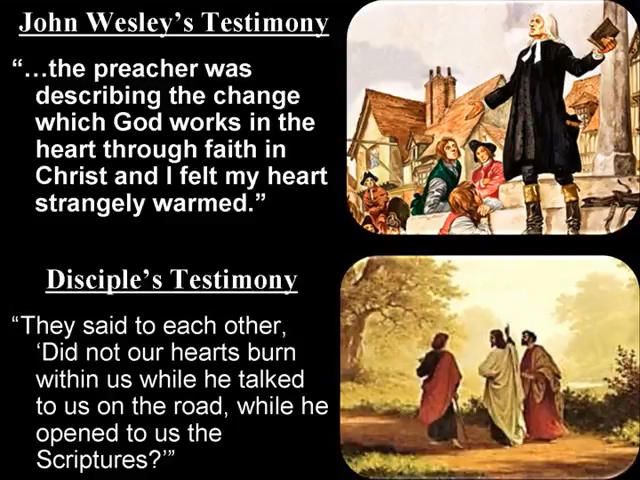 John Wesley’s Testimony
“…the preacher was
describing the change
which God works in the
heart through faith in
Christ and I felt my heart
strangely warmed.”
Disciple’s Testimony
“They said to each other,
‘Did not our hearts burn
within us while he talked
to us on the road, while he
opened to us the
Scriptures?’”